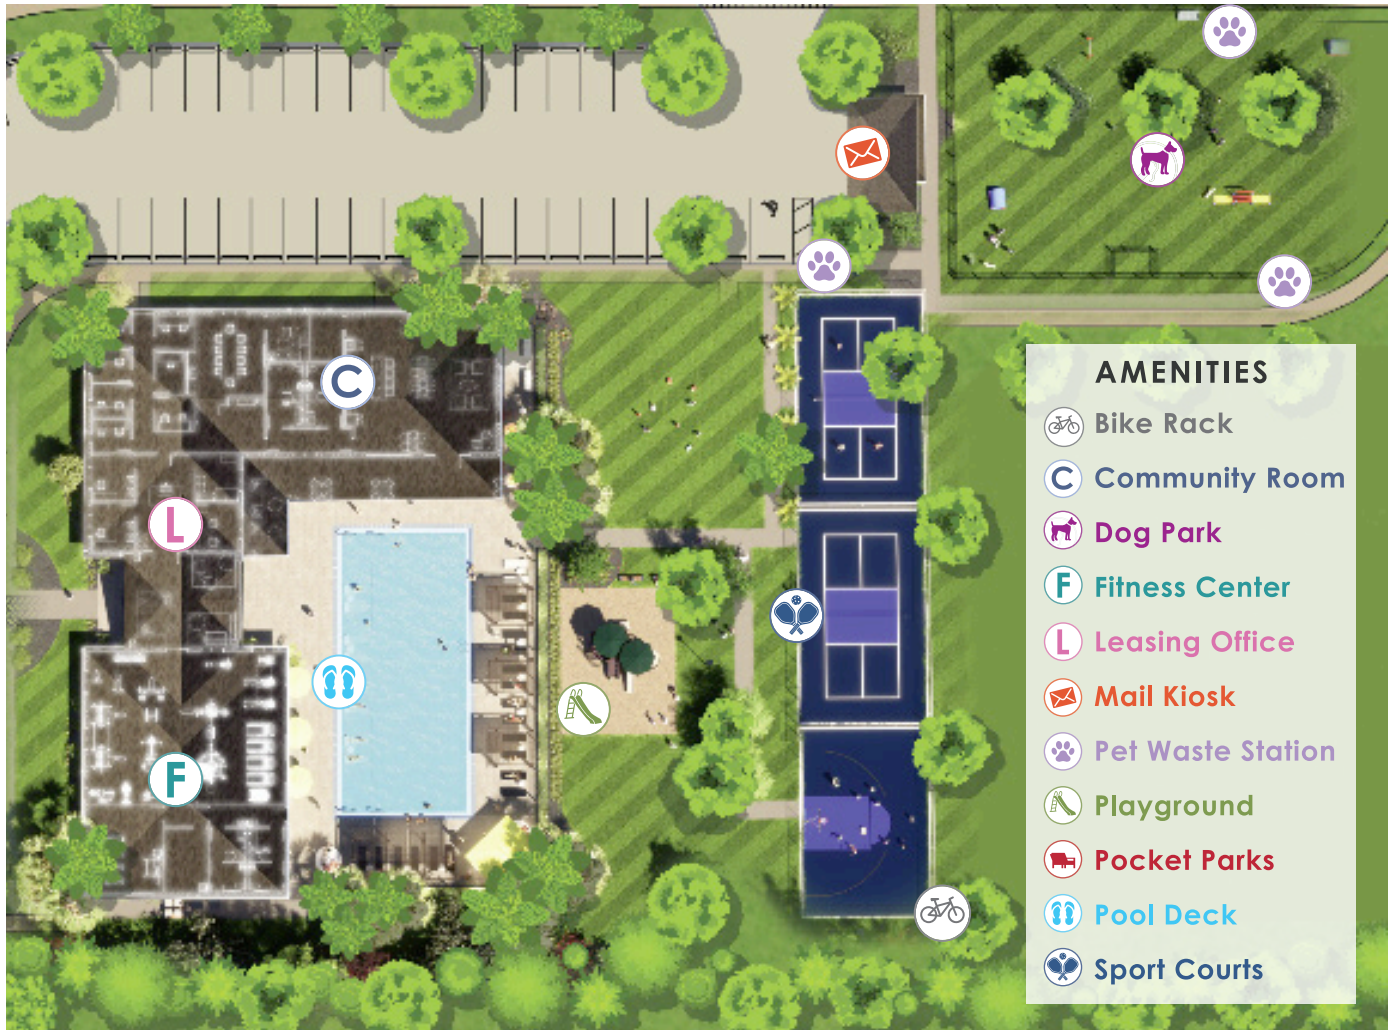 C
L
F
AMENITIES
Bike Rack
C Community Room
Dog Park
F Fitness Center
L Leasing Office
Mail Kiosk
Pet Waste Station
Playground
Pocket Parks
Pool Deck
Sport Courts